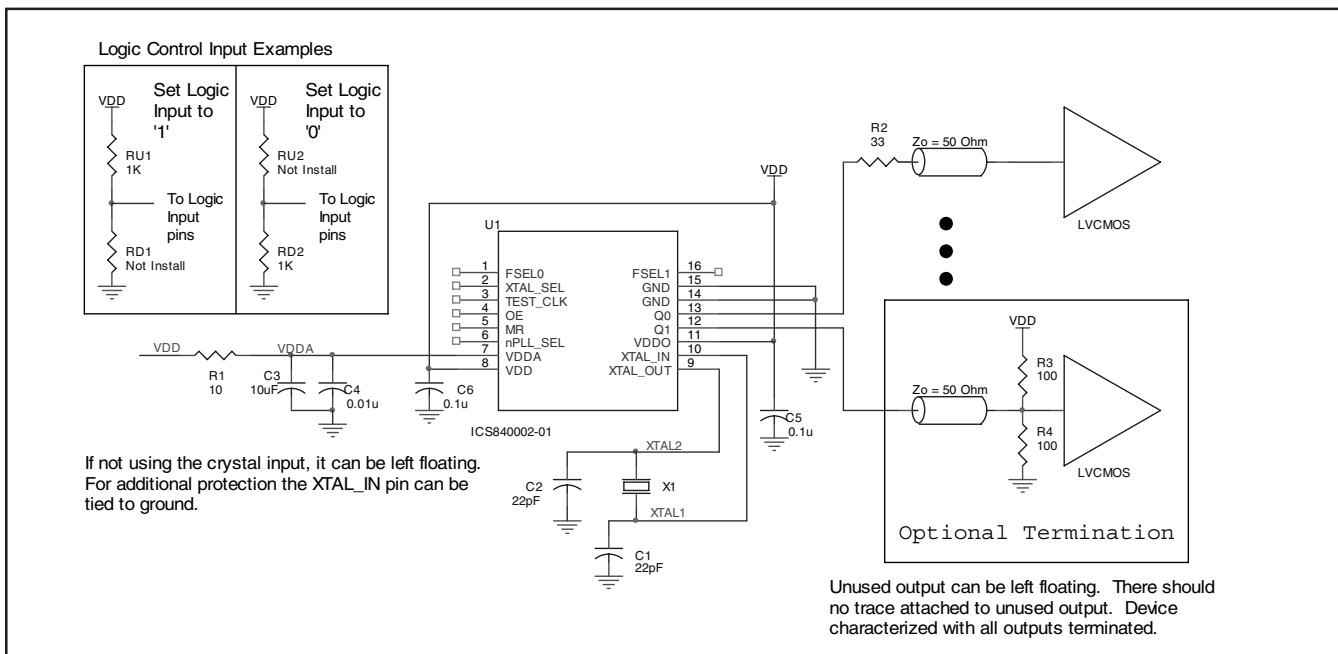 Logic Control Input Examples
Set Logic
Input to
'1'
VDD
RU1
1K
To Logic
Input
pins
RD1
Not Install
Set Logic
Input to
'0'
VDD
RU2
Not Install
To Logic
Input
pins
RD2
1K
VDD
R1
10
VDDA
C3
10uF
C4
0.01u
C6
0.1u
U1
1
FSEL0
2
XTAL_SEL
3
TEST_CLK
4
OE
5
MR
6
nPLL_SEL
7
VDDA
8
VDD
FSEL1
16
GND
15
GND
14
Q0
13
Q1
12
VDDO
11
XTAL_IN
10
XTAL_OUT
9
ICS840002-01
VDD
C5
0.1u
XTAL2
C2
22pF
X1
XTAL1
C1
22pF
R2
33
Zo = 50 Ohm
LVCMOS
VDD
R3
100
Zo = 50 Ohm
R4
100
LVCMOS
Optional Termination
If not using the crystal input, it can be left floating.
For additional protection the XTAL_IN pin can be
tied to ground.
Unused output can be left floating. There should
no trace attached to unused output. Device
characterized with all outputs terminated.